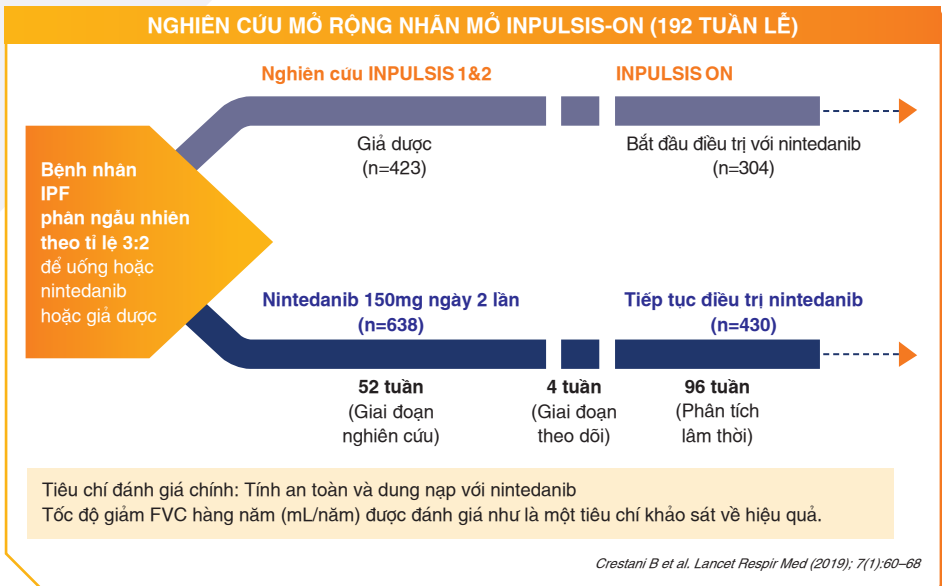 NGHIÊN CỨU MỞ RỘNG NHÃN MỞ INPULSIS-ON (192 TUẦN LỄ)
Nghiên cứu INPULSIS 1&2
INPULSIS ON
Giả dược
(n=423)
Bắt đầu điều trị với nintedanib
(n=304)
Bệnh nhân
IPF
phân ngẫu nhiên
theo tỉ lệ 3:2
để uống hoặc
nintedanib
hoặc giả dược
Nintedanib 150mg ngày 2 lần
(n=638)
Tiếp tục điều trị nintedanib
(n=430)
52 tuần
(Giai đoạn
nghiên cứu)
4 tuần
(Giai đoạn
theo dõi)
96 tuần
(Phân tích
lâm thời)
Tiêu chí đánh giá chính: Tính an toàn và dung nạp với nintedanib
Tốc độ giảm FVC hàng năm (mL/năm) được đánh giá như là một tiêu chí khảo sát về hiệu quả.
Crestani B et al. Lancet Respir Med (2019); 7(1):60–68